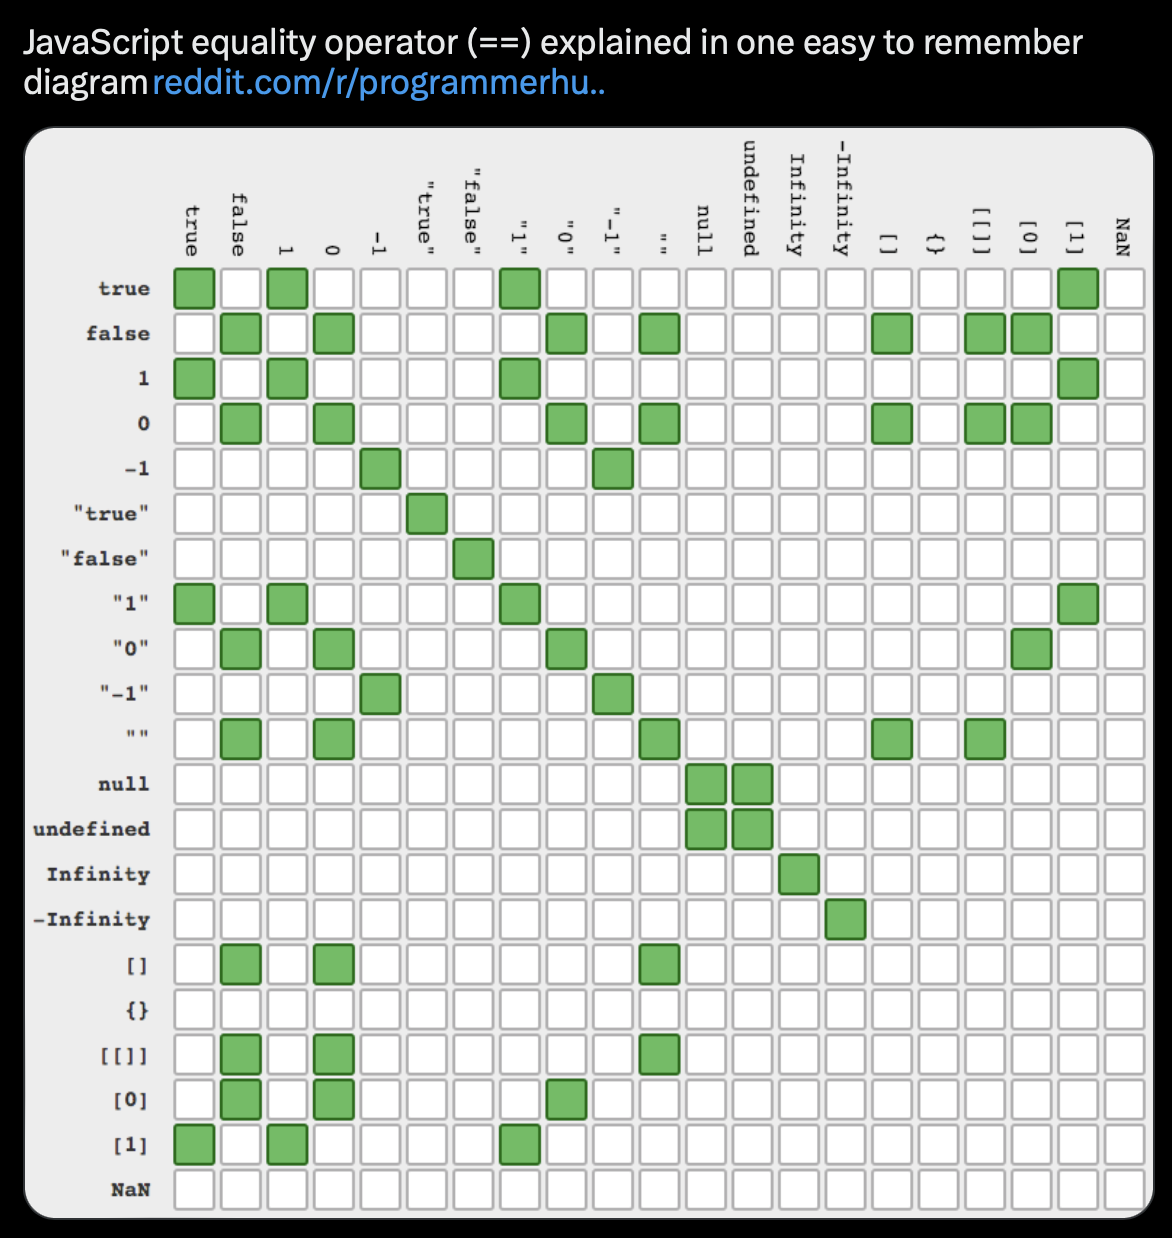 JavaScript equality operator (==) explained in one easy to remember
diagram reddit.com/r/programmerhu..
true
false
1
0
-1
"true"
"false"
"1"
"0"
"-1"
""
null
undefined
Infinity
-Infinity
[]
{}
[[]]
[0]
[1]
NaN
true
false
1
0
-1
"true"
"false"
"1"
"0"
"-1"
""
null
undefined
Infinity
-Infinity
[]
{}
[[]]
[0]
[1]
NaN